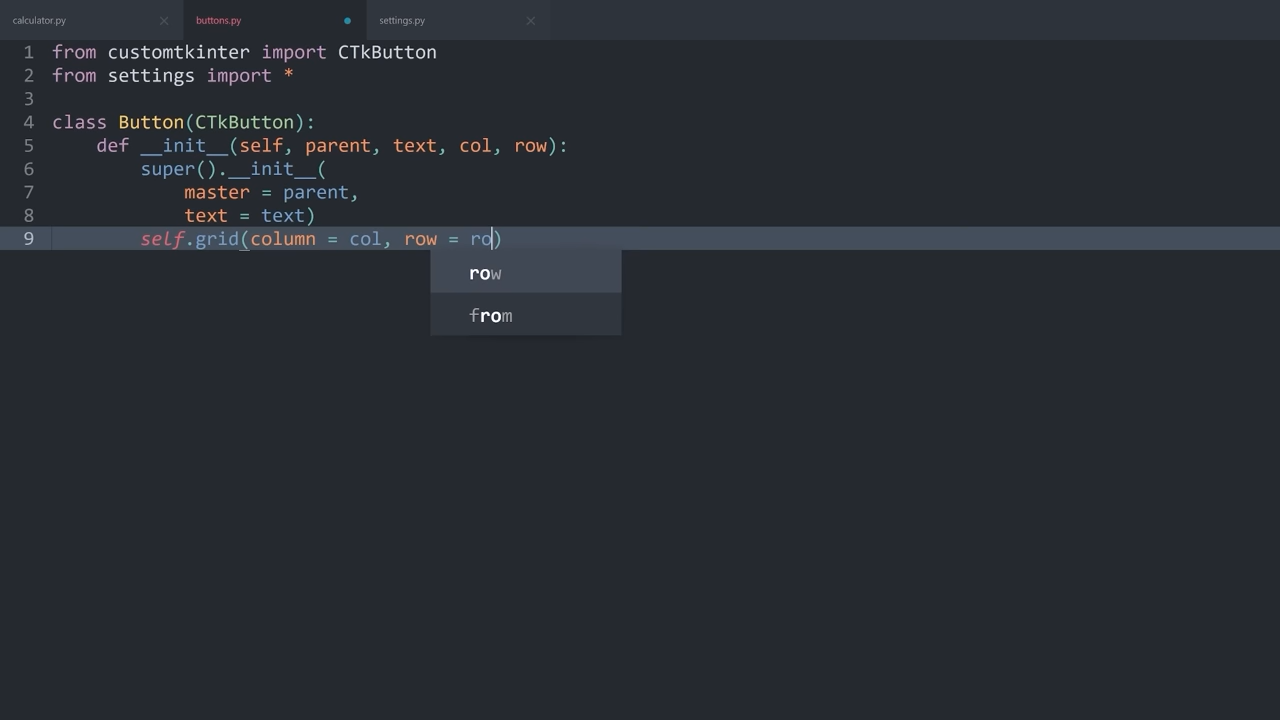 calculator.py × buttons.py settings.py ×
1 from customtkinter import CTkButton
2 from settings import *
3
4 class Button(CTkButton):
5     def __init__(self, parent, text, col, row):
6         super().__init__(
7             master = parent,
8             text = text)
9         self.grid(column = col, row = ro)
row
from